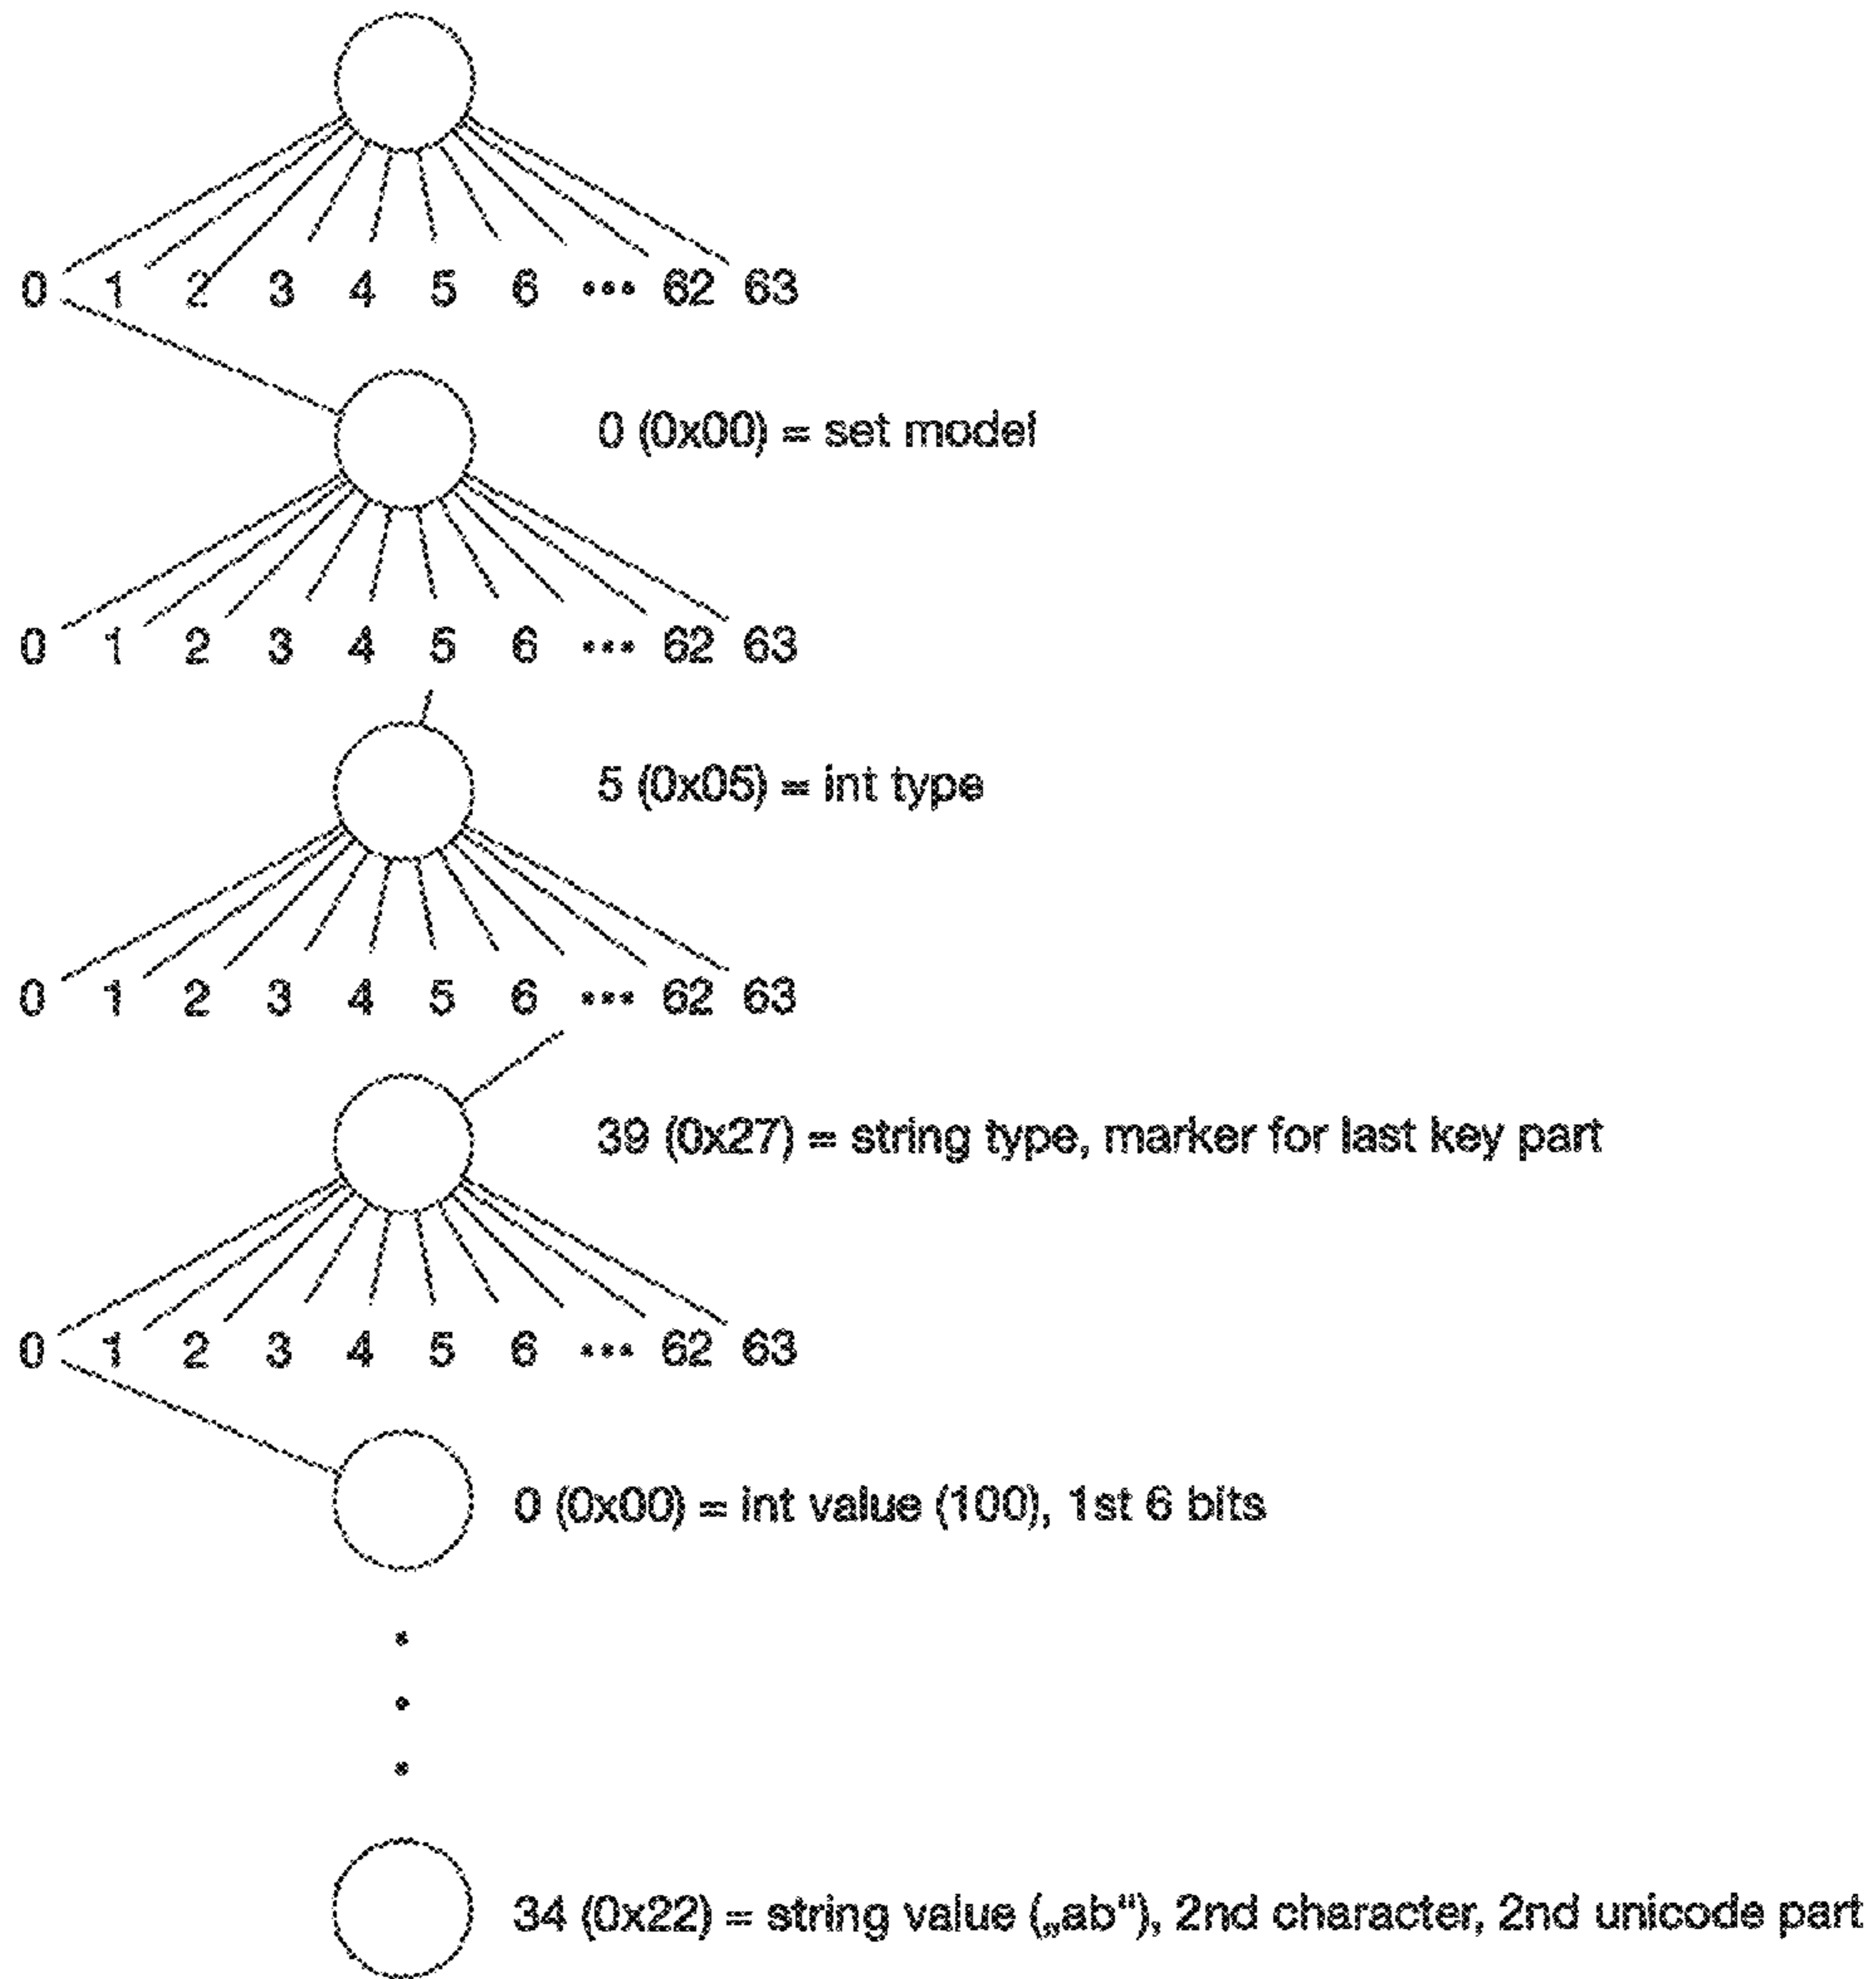 0 1 2 3 4 5 6 ••• 62 63
0 (0x00) = set model
0 1 2 3 4 5 6 ••• 62 63
5 (0x05) = int type
0 1 2 3 4 5 6 ••• 62 63
39 (0x27) = string type, marker for last key part
0 1 2 3 4 5 6 ••• 62 63
0 (0x00) = int value (100), 1st 6 bits
34 (0x22) = string value („ab“), 2nd character, 2nd unicode part